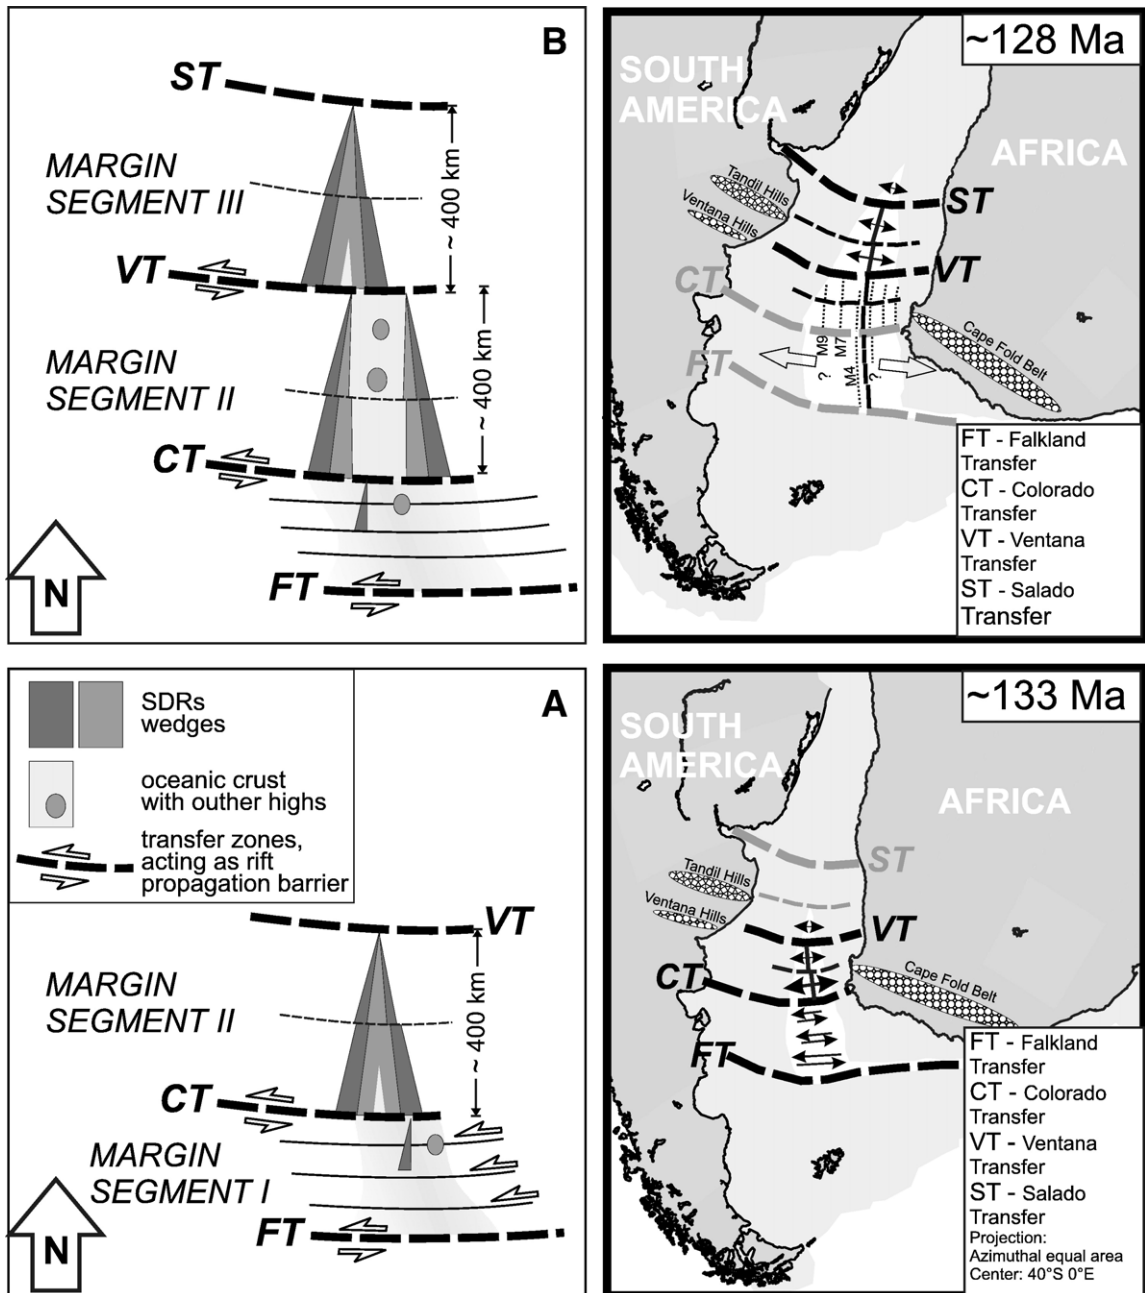 B
ST
MARGIN
SEGMENT III
~ 400 km
VT
MARGIN
SEGMENT II
~ 400 km
CT
FT
N
~128 Ma
SOUTH
AMERICA
AFRICA
Tandil Hills
Ventana Hills
ST
VT
CT
Cape Fold Belt
FT
M9
M7
M4
?
?
FT - Falkland
Transfer
CT - Colorado
Transfer
VT - Ventana
Transfer
ST - Salado
Transfer
A
SDRs
wedges
oceanic crust
with outher highs
transfer zones,
acting as rift
propagation barrier
VT
MARGIN
SEGMENT II
~ 400 km
CT
MARGIN
SEGMENT I
FT
N
~133 Ma
SOUTH
AMERICA
AFRICA
ST
Tandil Hills
Ventana Hills
VT
CT
Cape Fold Belt
FT
FT - Falkland
Transfer
CT - Colorado
Transfer
VT - Ventana
Transfer
ST - Salado
Transfer
Projection:
Azimuthal equal area
Center: 40°S 0°E